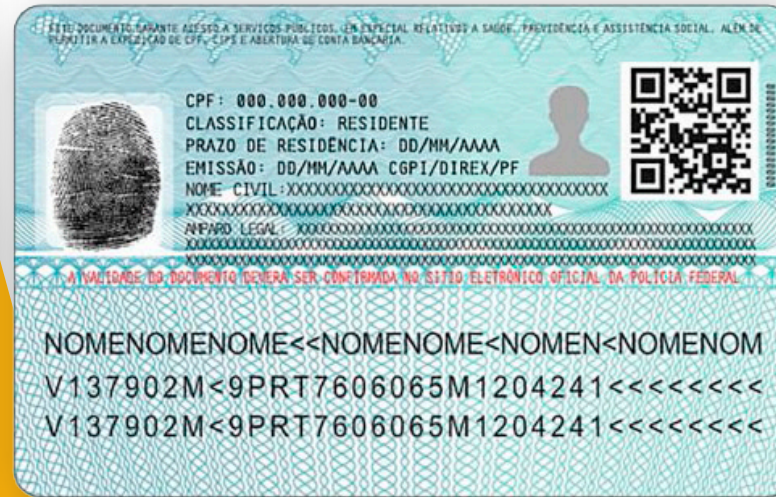 ESTE DOCUMENTO GARANTE ACESSO A SERVIÇOS PÚBLICOS, EM ESPECIAL RELATIVOS A SAÚDE, PREVIDÊNCIA E ASSISTÊNCIA SOCIAL, ALÉM DE
PERMITIR A EXPEDIÇÃO DE CPF, CTPS E ABERTURA DE CONTA BANCÁRIA.
CPF: 000.000.000-00
CLASSIFICAÇÃO: RESIDENTE
PRAZO DE RESIDÊNCIA: DD/MM/AAAA
EMISSÃO: DD/MM/AAAA CGPI/DIREX/PF
NOME CIVIL:
AMPARO LEGAL:
A VALIDADE DO DOCUMENTO DEVERA SER CONFIRMADA NO SITIO ELETRÔNICO OFICIAL DA POLÍCIA FEDERAL
NOMENOMENOME<<NOMENOME<NOMEN<NOMENOM
V137902M<9PRT7606065M1204241<<<<<<<<
V137902M<9PRT7606065M1204241<<<<<<<<